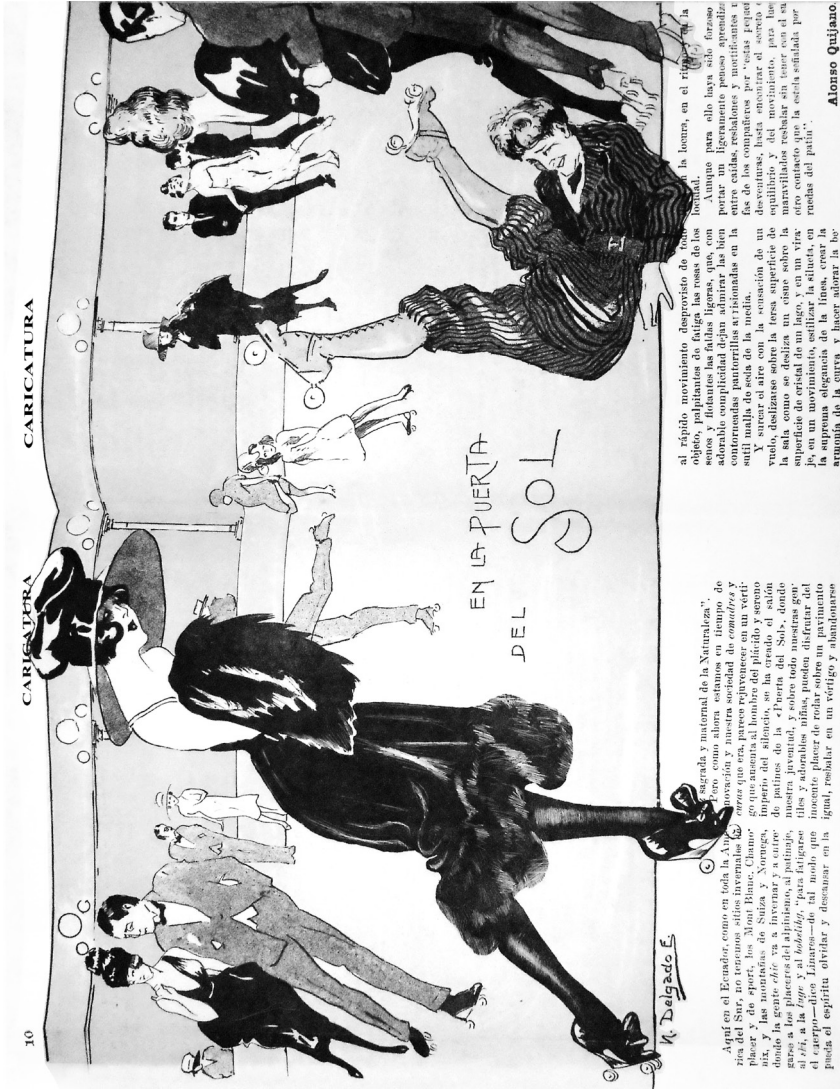 10
CARICATURA
CARICATURA
EN LA PUERTA
DEL SOL
N. Delgado E.
Aquí en el Ecuador, como en toda la Amé
rica del Sur, no tenemos sitios invernales de
placer y de sport, los Mont Blanc, Chamo-
nix, y las montañas de Suiza y Noruega,
donde la gente chic va a invernar y a entre-
garse a los placeres del alpinismo, al patinaje,
al ski, a la luge y al bobsleihg, "para fatigarse
el cuerpo—dice Linares—de tal modo que
pueda el espíritu olvidar y descansar en la
sagrada y maternal de la Naturaleza".
Pero como ahora estamos en tiempo de
novación y nuestra sociedad de comadres y
curas que era, parece rejuvenecer en un vérti-
go que ausenta al hombre del plácido y sereno
imperio del silencio, se ha creado el salón
de patines de la «Puerta del Sol», donde
nuestra juventud, y sobre todo nuestras gen-
tiles y adorables niñas, pueden disfrutar del
inocente placer de rodar sobre un pavimento
igual, resbalar en un vértigo y abandonarse
al rápido movimiento desprovisto de todo
objeto, palpitantes de fatiga las rosas de los
senos y flotantes las faldas ligeras, que, con
adorable complicidad dejan admirar las bien
contorneadas pantorrillas aprisionadas en la
sutil malla de seda de la media.
Y surcar el aire con la sensación de un
vuelo, deslizarse sobre la tersa superficie de
la sala como se desliza un cisne sobre la
superficie de cristal de un lago, y en un vira-
je, en un movimiento, estilizar la silueta, en
la suprema elegancia de la línea, crear la
armonía de la curva y hacer adorar la bo-
la locura, en el ritmo, en la
locidad.
Aunque para ello haya sido forzoso
portar un ligeramente penoso aprendiza
entre caídas, resbalones y mortificantes
fas de los compañeros por "estas peque
desventuras, hasta encontrar el secreto
equilibrio y del movimiento, para lue
maravillados resbalar sin tener con el su
otro contacto que la estela señalada por
ruedas del patín".
Alonso Quijano.